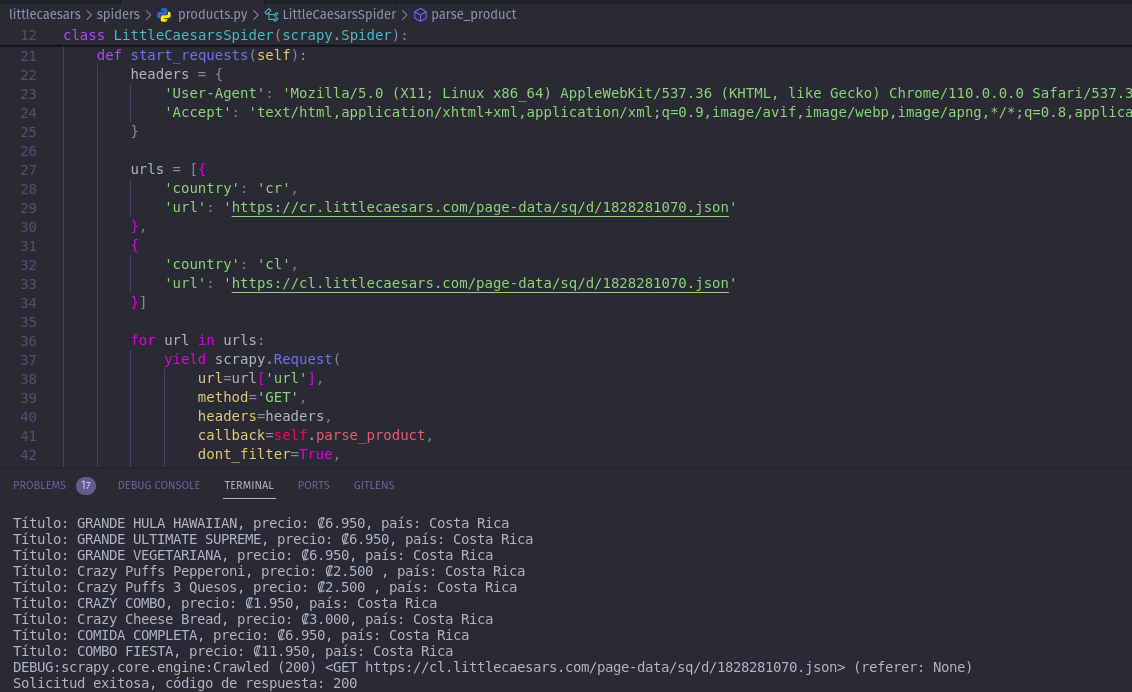 littlecaesars > spiders > products.py > LittleCaesarsSpider > parse_product
12 class LittleCaesarsSpider(scrapy.Spider):
21 def start_requests(self):
22 headers = {
23 'User-Agent': 'Mozilla/5.0 (X11; Linux x86_64) AppleWebKit/537.36 (KHTML, like Gecko) Chrome/110.0.0.0 Safari/537.3
24 'Accept': 'text/html,application/xhtml+xml,application/xml;q=0.9,image/avif,image/webp,image/apng,*/*;q=0.8,applica
25 }
26
27 urls = [{
28 'country': 'cr',
29 'url': 'https://cr.littlecaesars.com/page-data/sq/d/1828281070.json'
30 },
31 {
32 'country': 'cl',
33 'url': 'https://cl.littlecaesars.com/page-data/sq/d/1828281070.json'
34 }]
35
36 for url in urls:
37 yield scrapy.Request(
38 url=url['url'],
39 method='GET',
40 headers=headers,
41 callback=self.parse_product,
42 dont_filter=True,
PROBLEMS 17 DEBUG CONSOLE TERMINAL PORTS GITLENS
Título: GRANDE HULA HAWAIIAN, precio: ₡6.950, país: Costa Rica
Título: GRANDE ULTIMATE SUPREME, precio: ₡6.950, país: Costa Rica
Título: GRANDE VEGETARIANA, precio: ₡6.950, país: Costa Rica
Título: Crazy Puffs Pepperoni, precio: ₡2.500 , país: Costa Rica
Título: Crazy Puffs 3 Quesos, precio: ₡2.500 , país: Costa Rica
Título: CRAZY COMBO, precio: ₡1.950, país: Costa Rica
Título: Crazy Cheese Bread, precio: ₡3.000, país: Costa Rica
Título: COMIDA COMPLETA, precio: ₡6.950, país: Costa Rica
Título: COMBO FIESTA, precio: ₡11.950, país: Costa Rica
DEBUG:scrapy.core.engine:Crawled (200) <GET https://cl.littlecaesars.com/page-data/sq/d/1828281070.json> (referer: None)
Solicitud exitosa, código de respuesta: 200